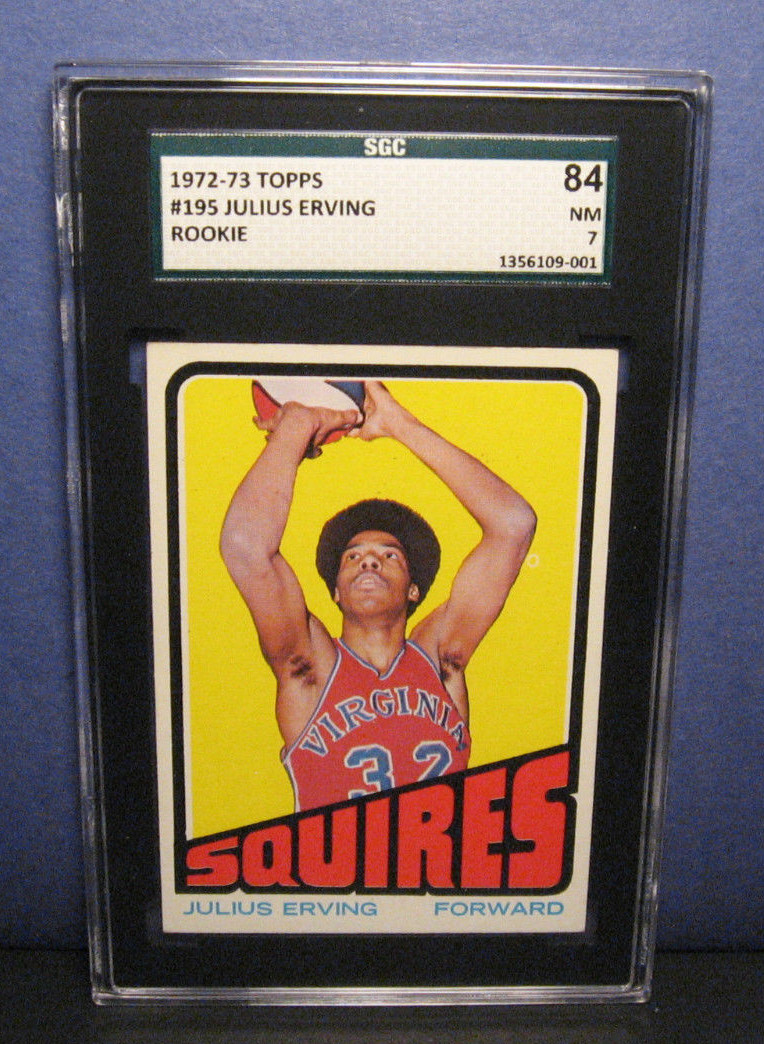 SGC
1972-73 TOPPS
84
#195 JULIUS ERVING
NM
ROOKIE
7
1356109-001
VIRGINIA
32
SQUIRES
JULIUS ERVING FORWARD